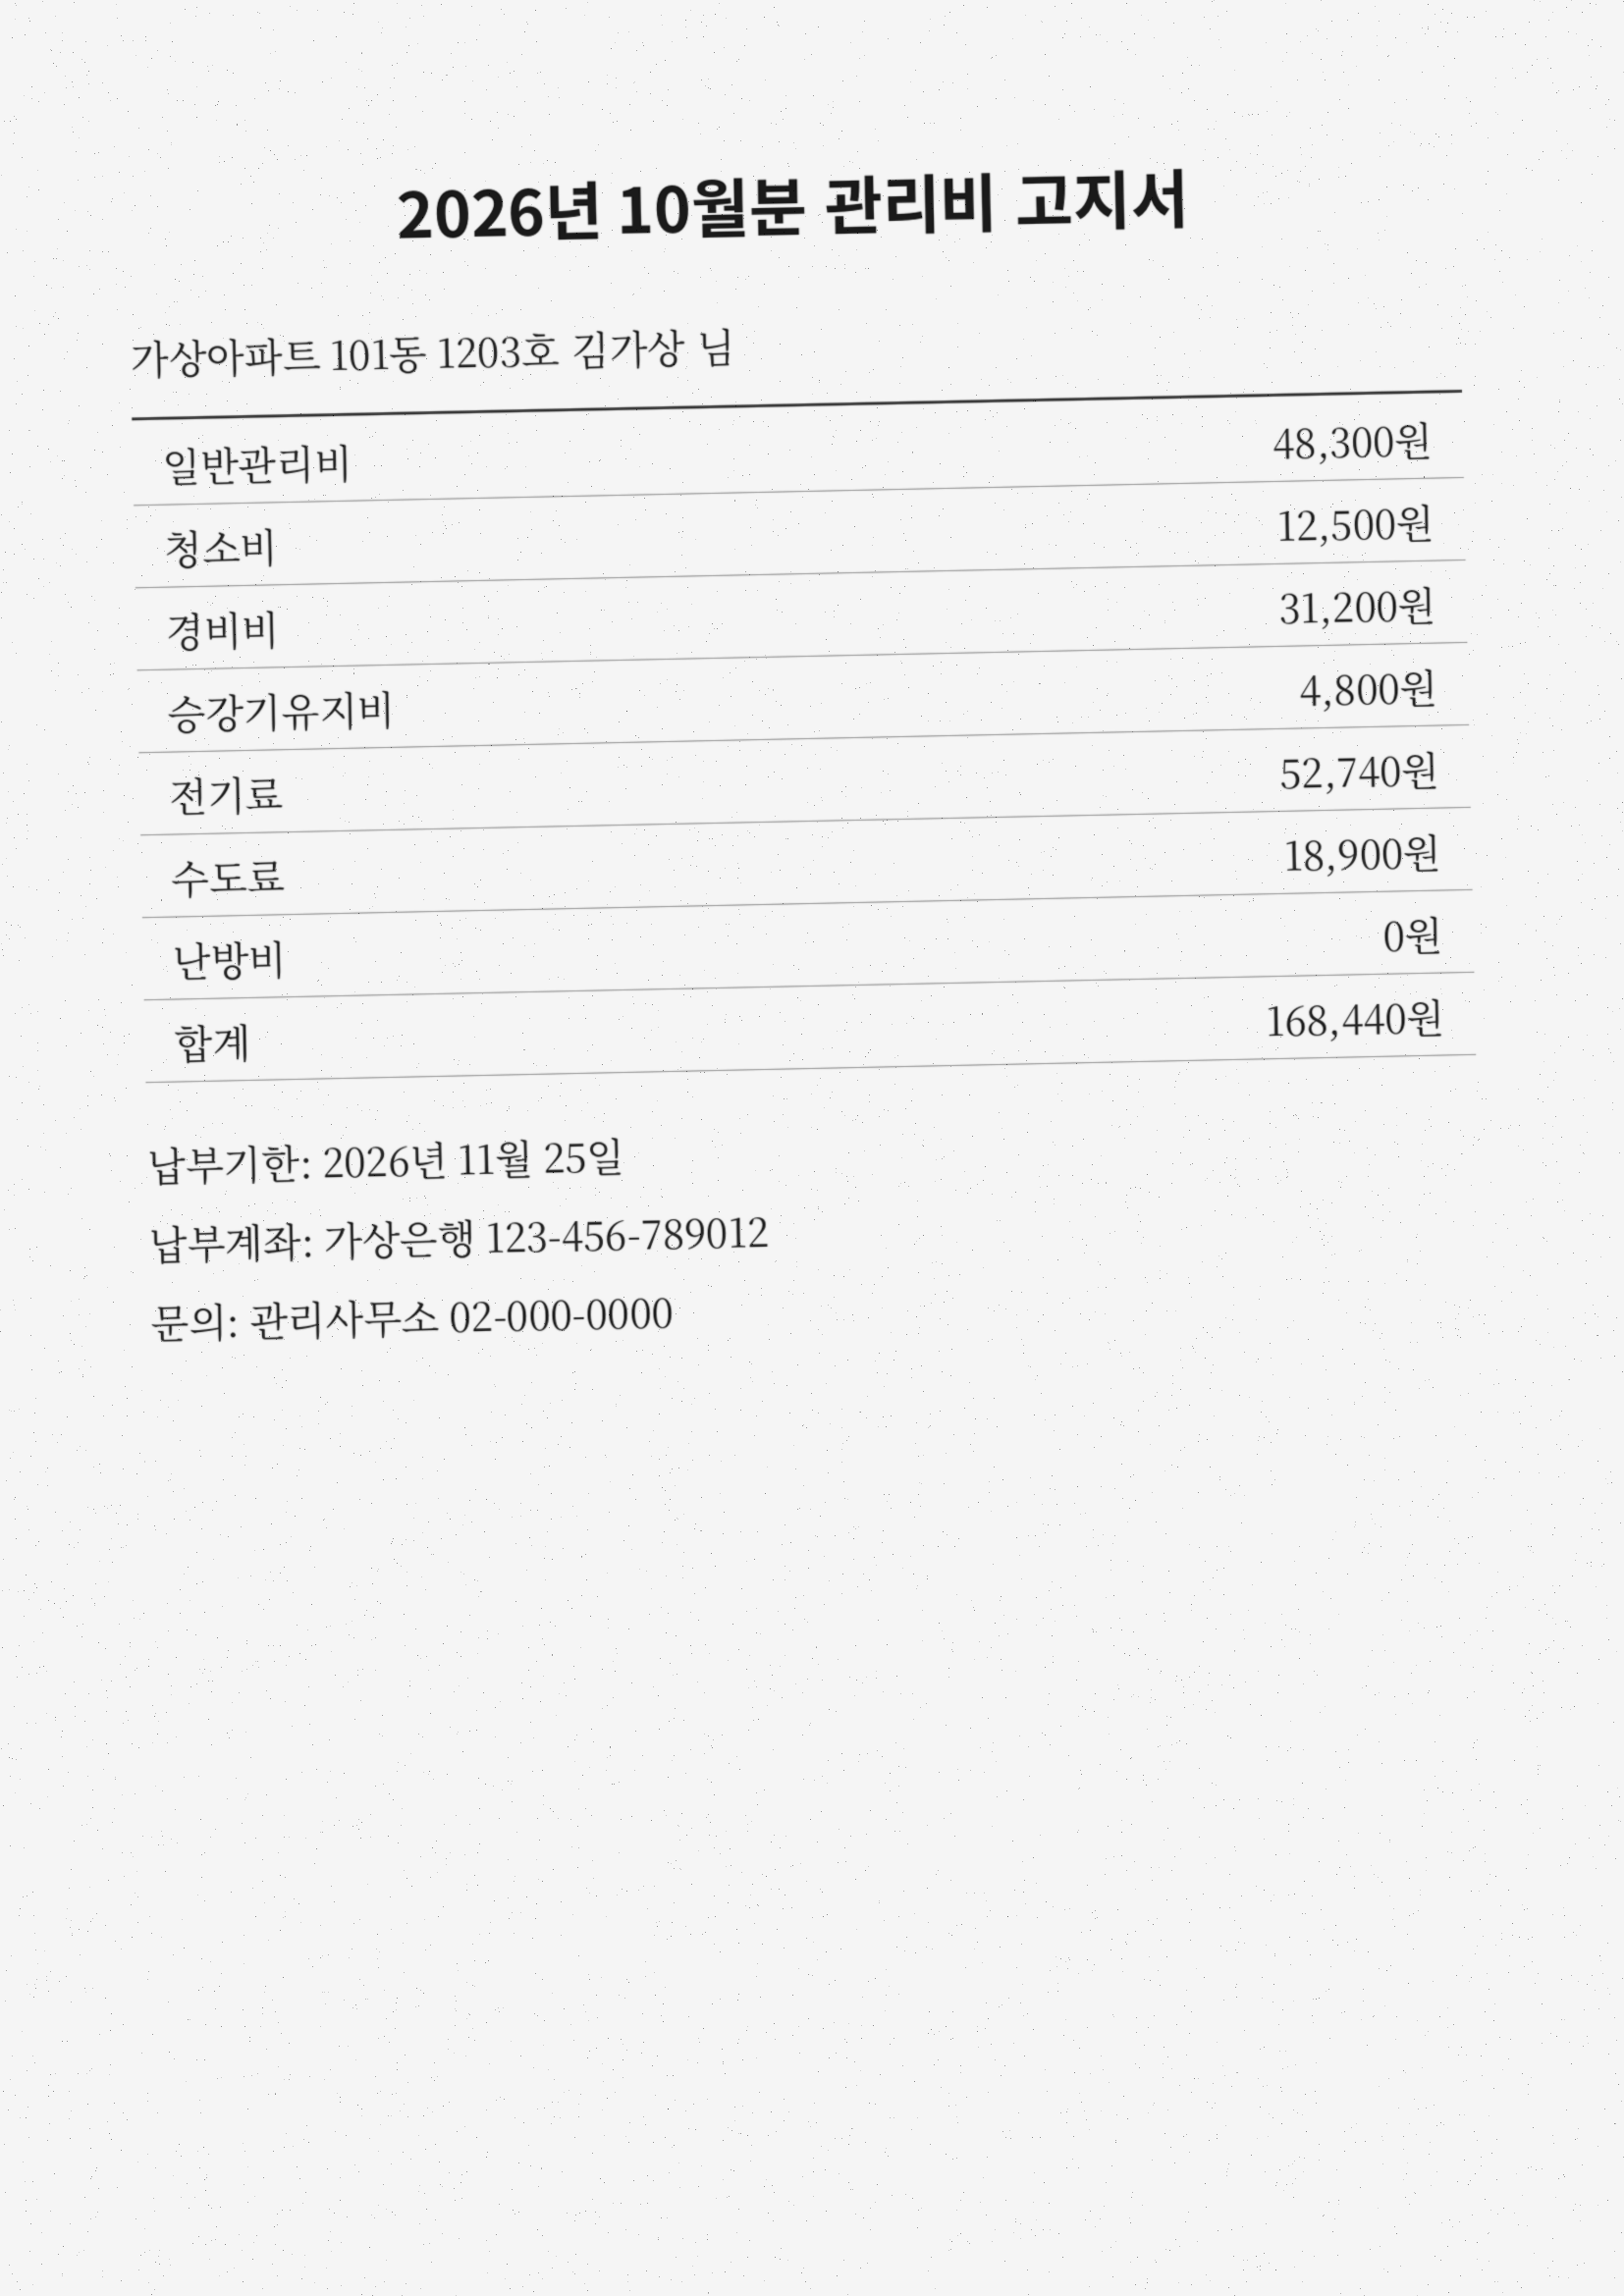 2026년 10월분 관리비 고지서
가상아파트 101동 1203호 김가상 님
일반관리비 48,300원
청소비 12,500원
경비비 31,200원
승강기유지비 4,800원
전기료 52,740원
수도료 18,900원
난방비 0원
합계 168,440원
납부기한: 2026년 11월 25일
납부계좌: 가상은행 123-456-789012
문의: 관리사무소 02-000-0000